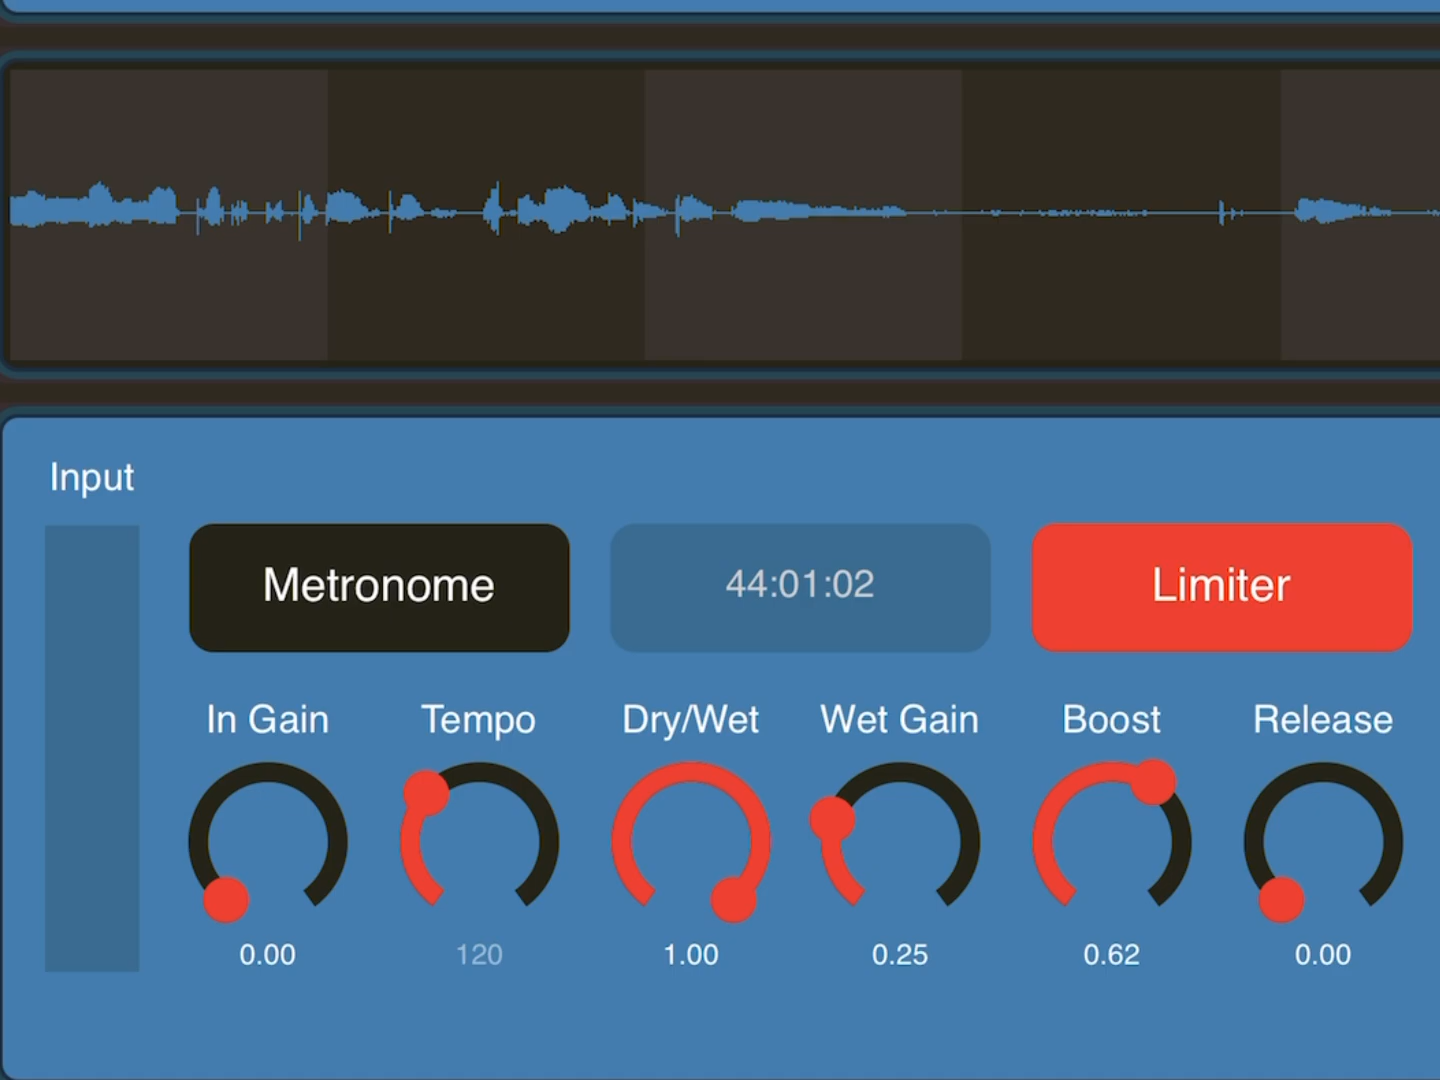 Input
Metronome
44:01:02
Limiter
In Gain
Tempo
Dry/Wet
Wet Gain
Boost
Release
0.00
120
1.00
0.25
0.62
0.00